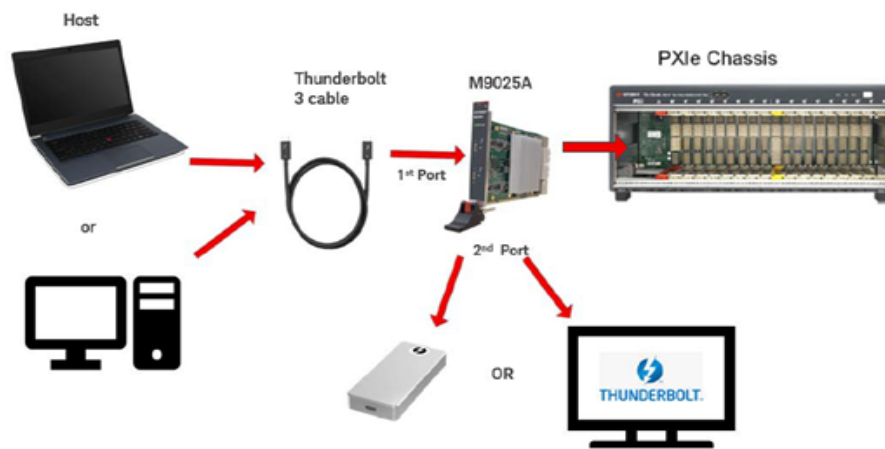 Host
Thunderbolt
3 cable
M9025A
PXIe Chassis
1st Port
or
2nd Port
OR
THUNDERBOLT.